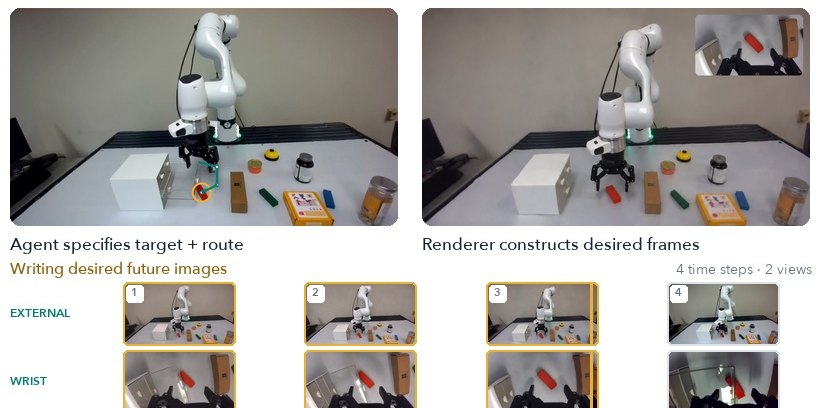 Agent specifies target + route
Renderer constructs desired frames
Writing desired future images
4 time steps · 2 views
EXTERNAL
1
2
3
4
WRIST